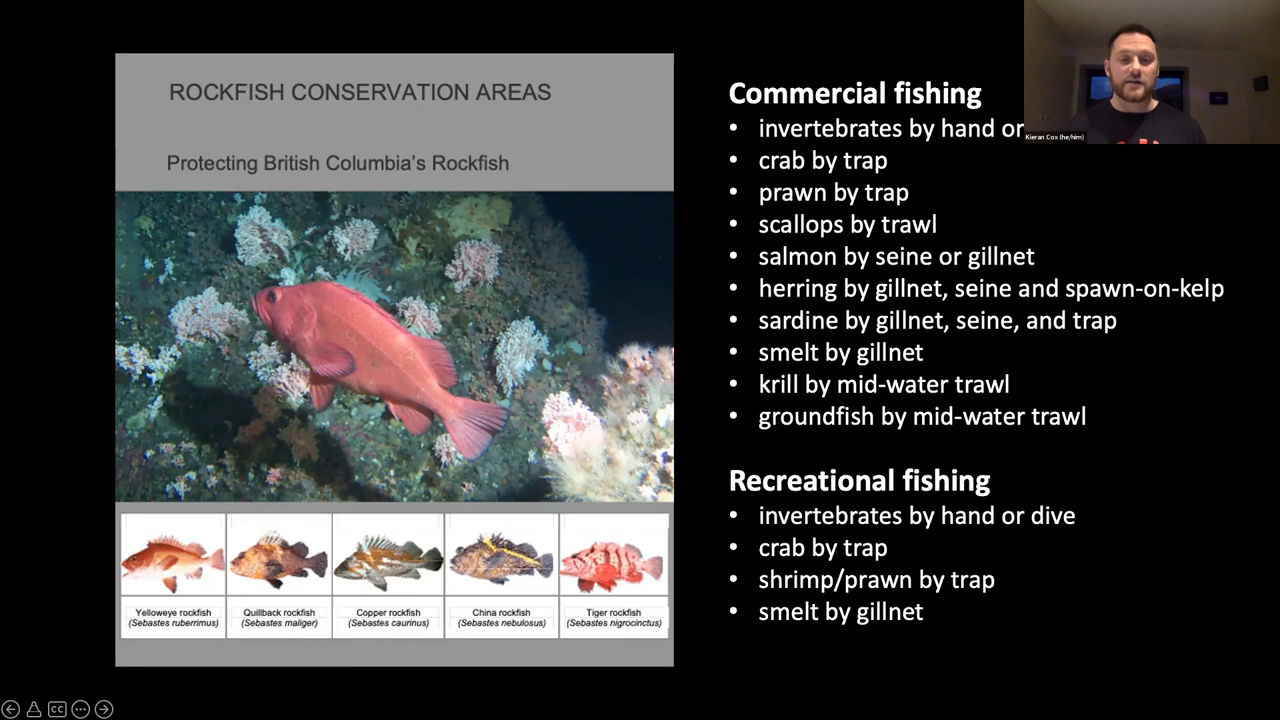 ROCKFISH CONSERVATION AREAS
Protecting British Columbia's Rockfish
Yelloweye rockfish
(Sebastes ruberrimus)
Quillback rockfish
(Sebastes maliger)
Copper rockfish
(Sebastes caurinus)
China rockfish
(Sebastes nebulosus)
Tiger rockfish
(Sebastes nigrocinctus)
Commercial fishing
• invertebrates by hand or
• crab by trap
• prawn by trap
• scallops by trawl
• salmon by seine or gillnet
• herring by gillnet, seine and spawn-on-kelp
• sardine by gillnet, seine, and trap
• smelt by gillnet
• krill by mid-water trawl
• groundfish by mid-water trawl
Recreational fishing
• invertebrates by hand or dive
• crab by trap
• shrimp/prawn by trap
• smelt by gillnet
Kieran Cox (he/him)
CC